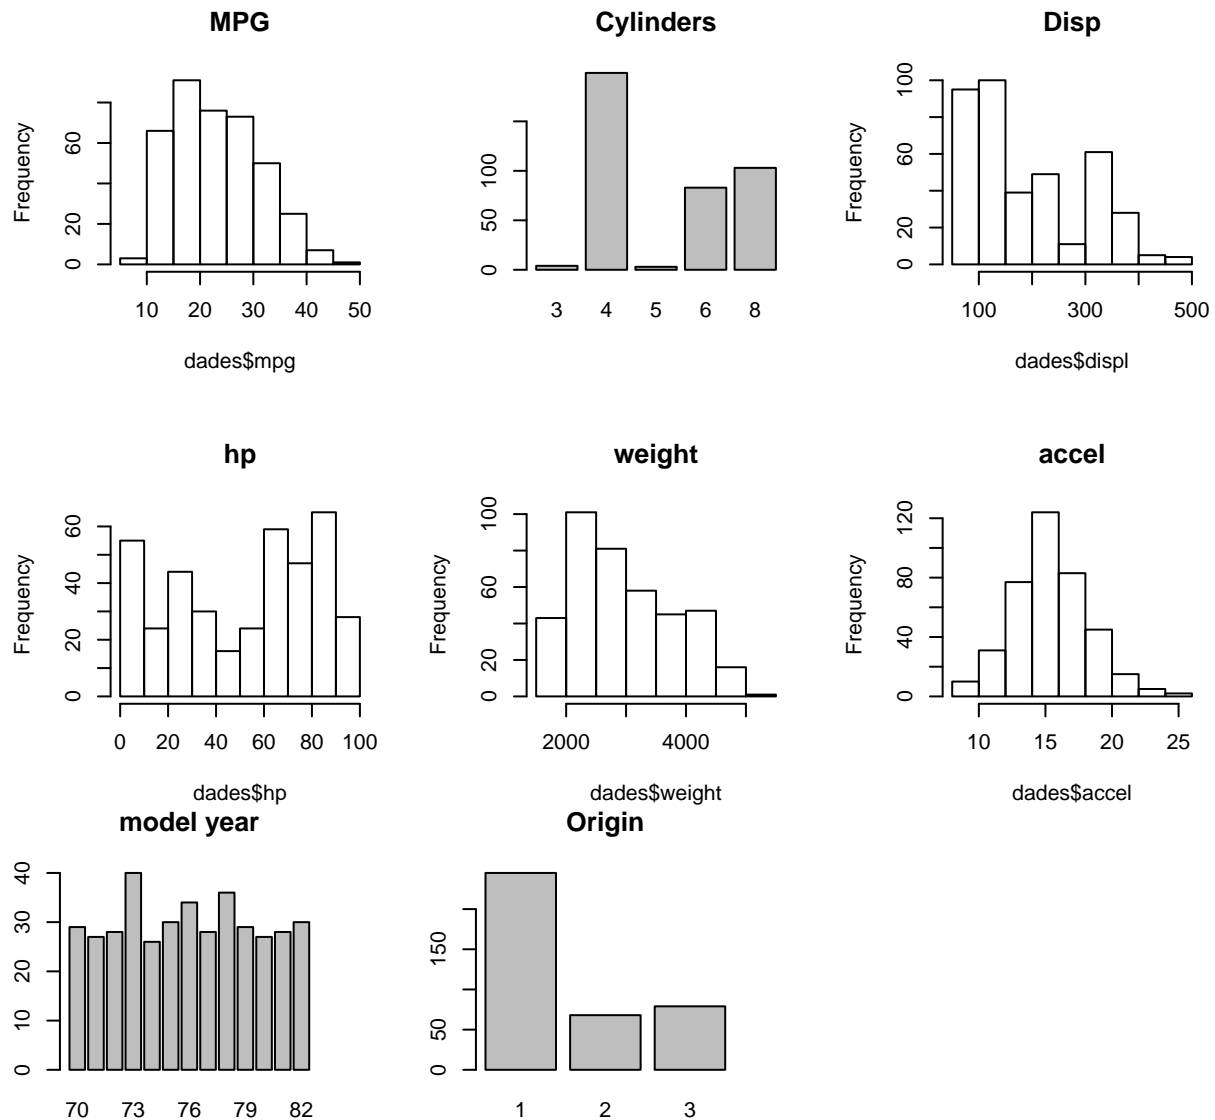 MPG
Frequency
0 20 60
10 20 30 40 50
dades$mpg
Cylinders
0 50 100
3 4 5 6 8
Disp
Frequency
0 20 60 100
100 300 500
dades$displ
hp
Frequency
0 20 40 60
0 20 40 60 80 100
dades$hp
weight
Frequency
0 20 60 100
2000 4000
dades$weight
accel
Frequency
0 40 80 120
10 15 20 25
dades$accel
model year
0 10 20 30 40
70 73 76 79 82
Origin
0 50 150
1 2 3